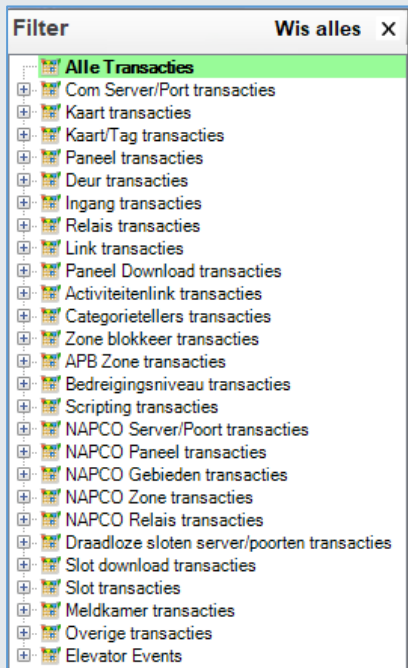 Filter Wis alles X
Alle Transacties
Com Server/Port transacties
Kaart transacties
Kaart/Tag transacties
Paneel transacties
Deur transacties
Ingang transacties
Relais transacties
Link transacties
Paneel Download transacties
Activiteitenlink transacties
Categorietellers transacties
Zone blokkeer transacties
APB Zone transacties
Bedreigingsniveau transacties
Scripting transacties
NAPCO Server/Poort transacties
NAPCO Paneel transacties
NAPCO Gebieden transacties
NAPCO Zone transacties
NAPCO Relais transacties
Draadloze sloten server/poorten transacties
Slot download transacties
Slot transacties
Meldkamer transacties
Overige transacties
Elevator Events